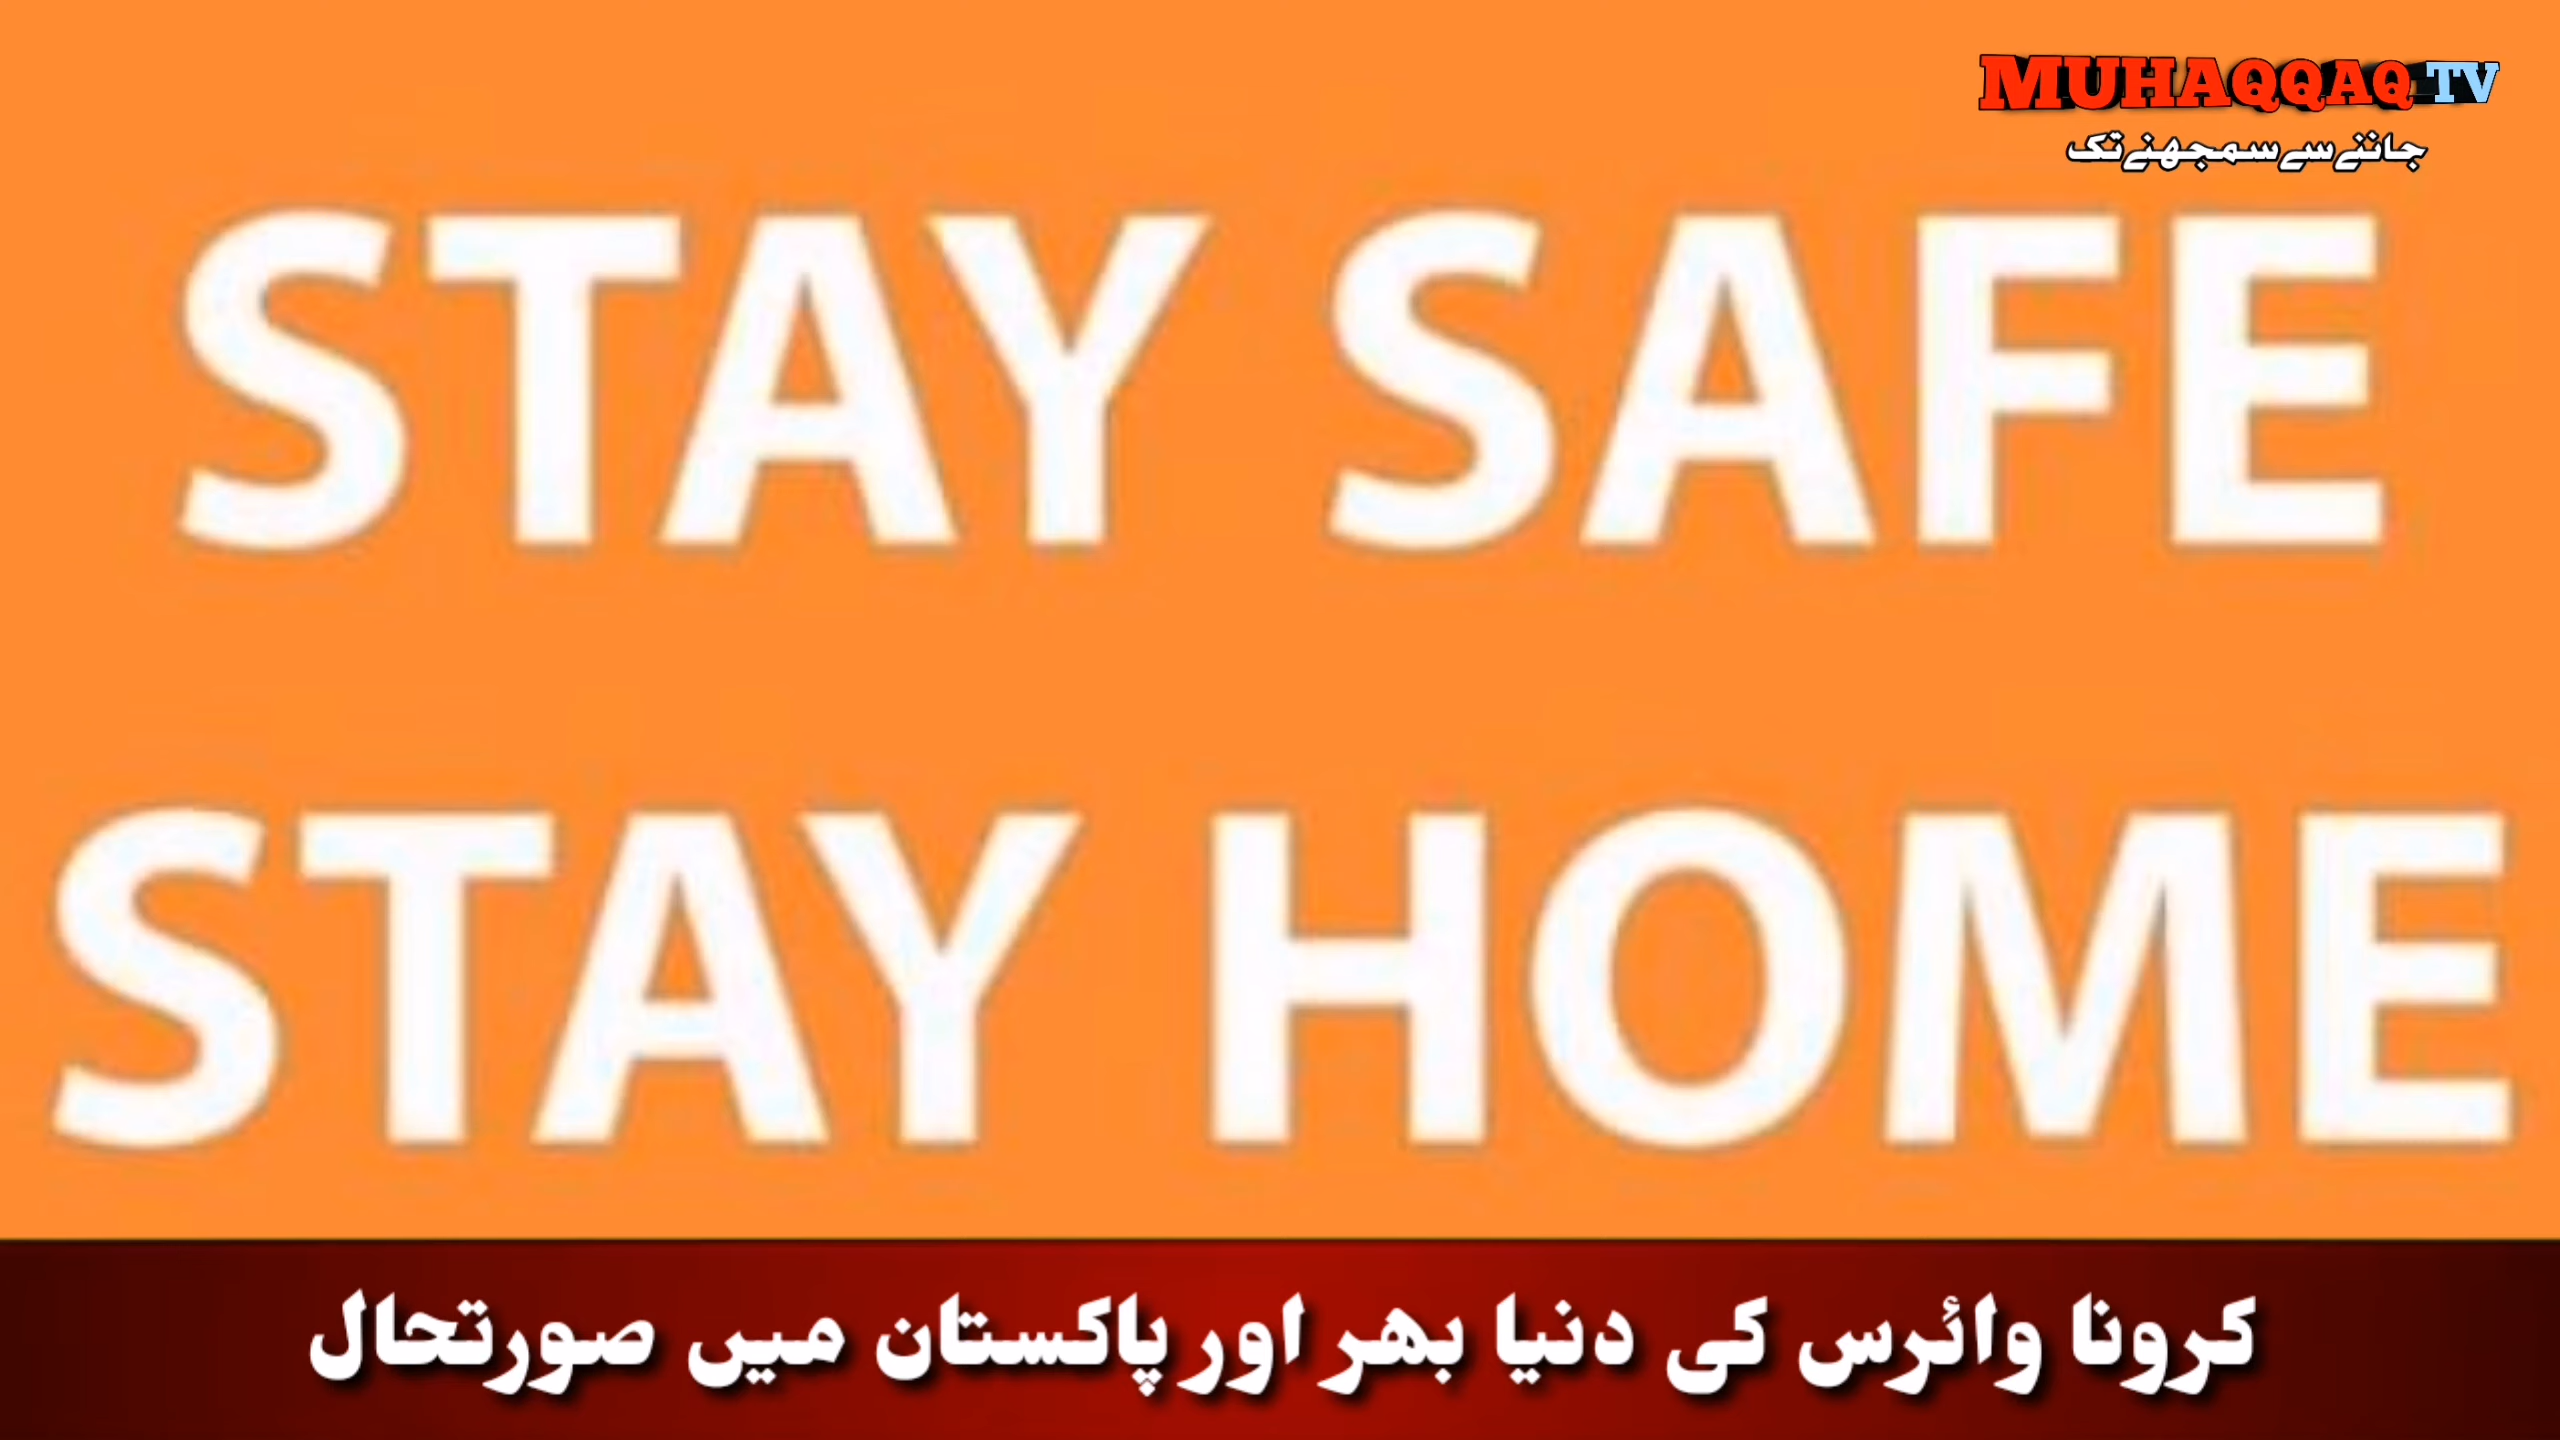 MUHAQQAQ TV
جاننے سے سمجھنے تک
STAY SAFE
STAY HOME
کرونا وائرس کی دنیا بھر اور پاکستان میں صورتحال